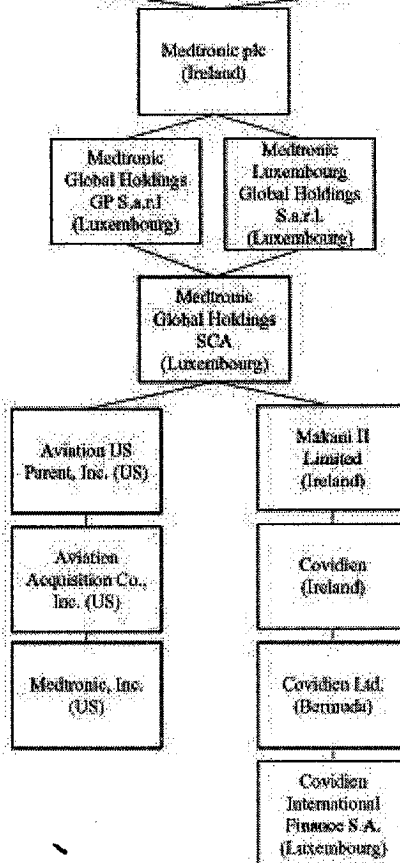 Medtronic plc
(Ireland)
Medtronic
Global Holdings
GP S.a.r.l
(Luxembourg)
Medtronic
Luxembourg
Global Holdings
S.a.r.l.
(Luxembourg)
Medtronic
Global Holdings
SCA
(Luxembourg)
Aviation US
Parent, Inc. (US)
Makani II
Limited
(Ireland)
Aviation
Acquisition Co.,
Inc. (US)
Covidien
(Ireland)
Medtronic, Inc.
(US)
Covidien Ltd.
(Bermuda)
Covidien
International
Finance S.A.
(Luxembourg)